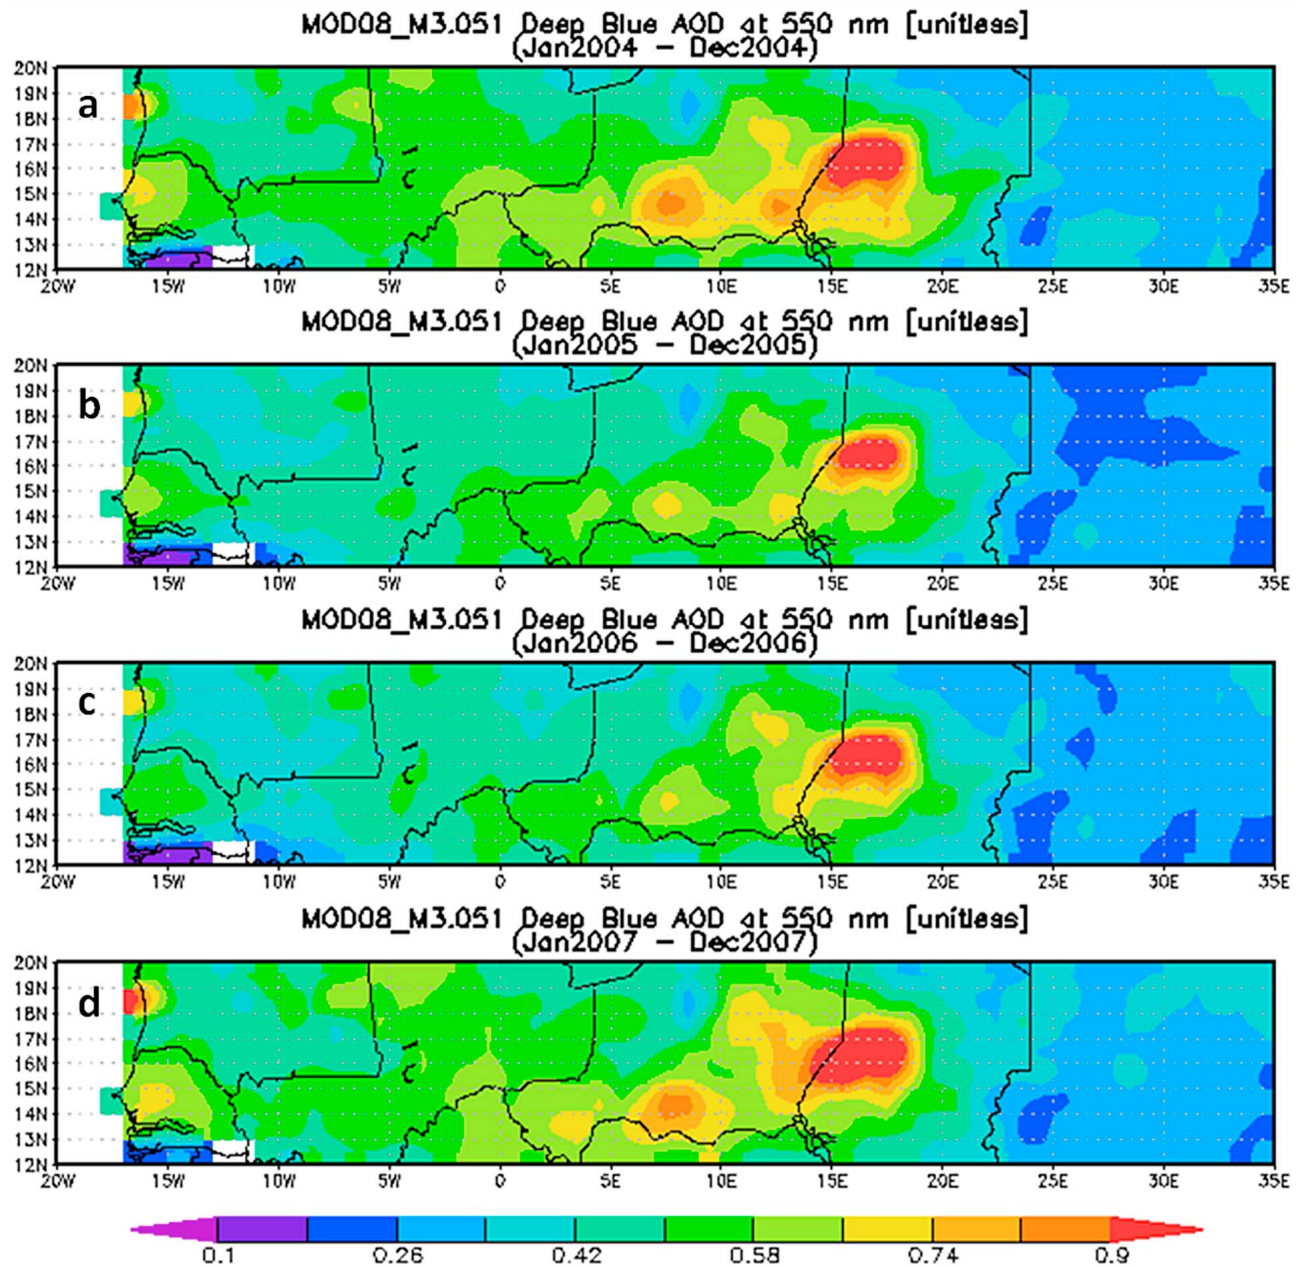 MOD08_M3.051 Deep Blue AOD at 550 nm [unitless]
(Jan2004 - Dec2004)
a
20N
19N
18N
17N
16N
15N
14N
13N
12N
20W 15W 10W 5W 0 5E 10E 15E 20E 25E 30E 35E
MOD08_M3.051 Deep Blue AOD at 550 nm [unitless]
(Jan2005 - Dec2005)
b
20N
19N
18N
17N
16N
15N
14N
13N
12N
20W 15W 10W 5W 0 5E 10E 15E 20E 25E 30E 35E
MOD08_M3.051 Deep Blue AOD at 550 nm [unitless]
(Jan2006 - Dec2006)
c
20N
19N
18N
17N
16N
15N
14N
13N
12N
20W 15W 10W 5W 0 5E 10E 15E 20E 25E 30E 35E
MOD08_M3.051 Deep Blue AOD at 550 nm [unitless]
(Jan2007 - Dec2007)
d
20N
19N
18N
17N
16N
15N
14N
13N
12N
20W 15W 10W 5W 0 5E 10E 15E 20E 25E 30E 35E
0.1 0.26 0.42 0.58 0.74 0.9